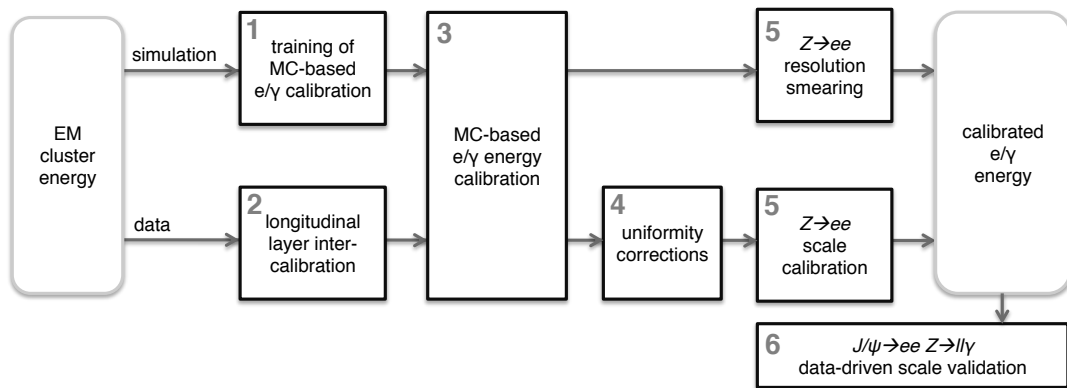 EM
cluster
energy
simulation
data
1
training of
MC-based
e/γ calibration
2
longitudinal
layer inter-
calibration
3
MC-based
e/γ energy
calibration
4
uniformity
corrections
5
Z→ee
resolution
smearing
5
Z→ee
scale
calibration
calibrated
e/γ
energy
6
J/ψ→ee Z→llγ
data-driven scale validation